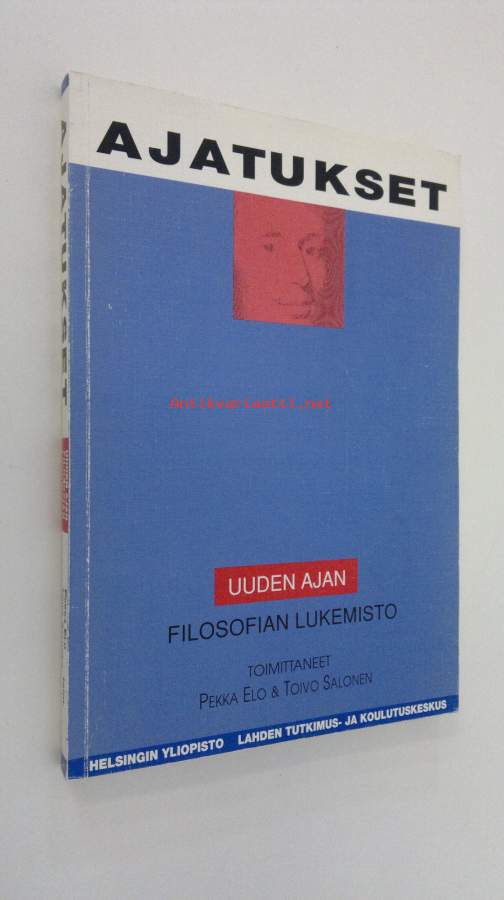 AJATUKSET
Antikvariaatti.net
UUDEN AJAN
FILOSOFIAN LUKEMISTO
TOIMITTANEET
PEKKA ELO & TOIVO SALONEN
HELSINGIN YLIOPISTO LAHDEN TUTKIMUS- JA KOULUTUSKESKUS
AJATUKSET